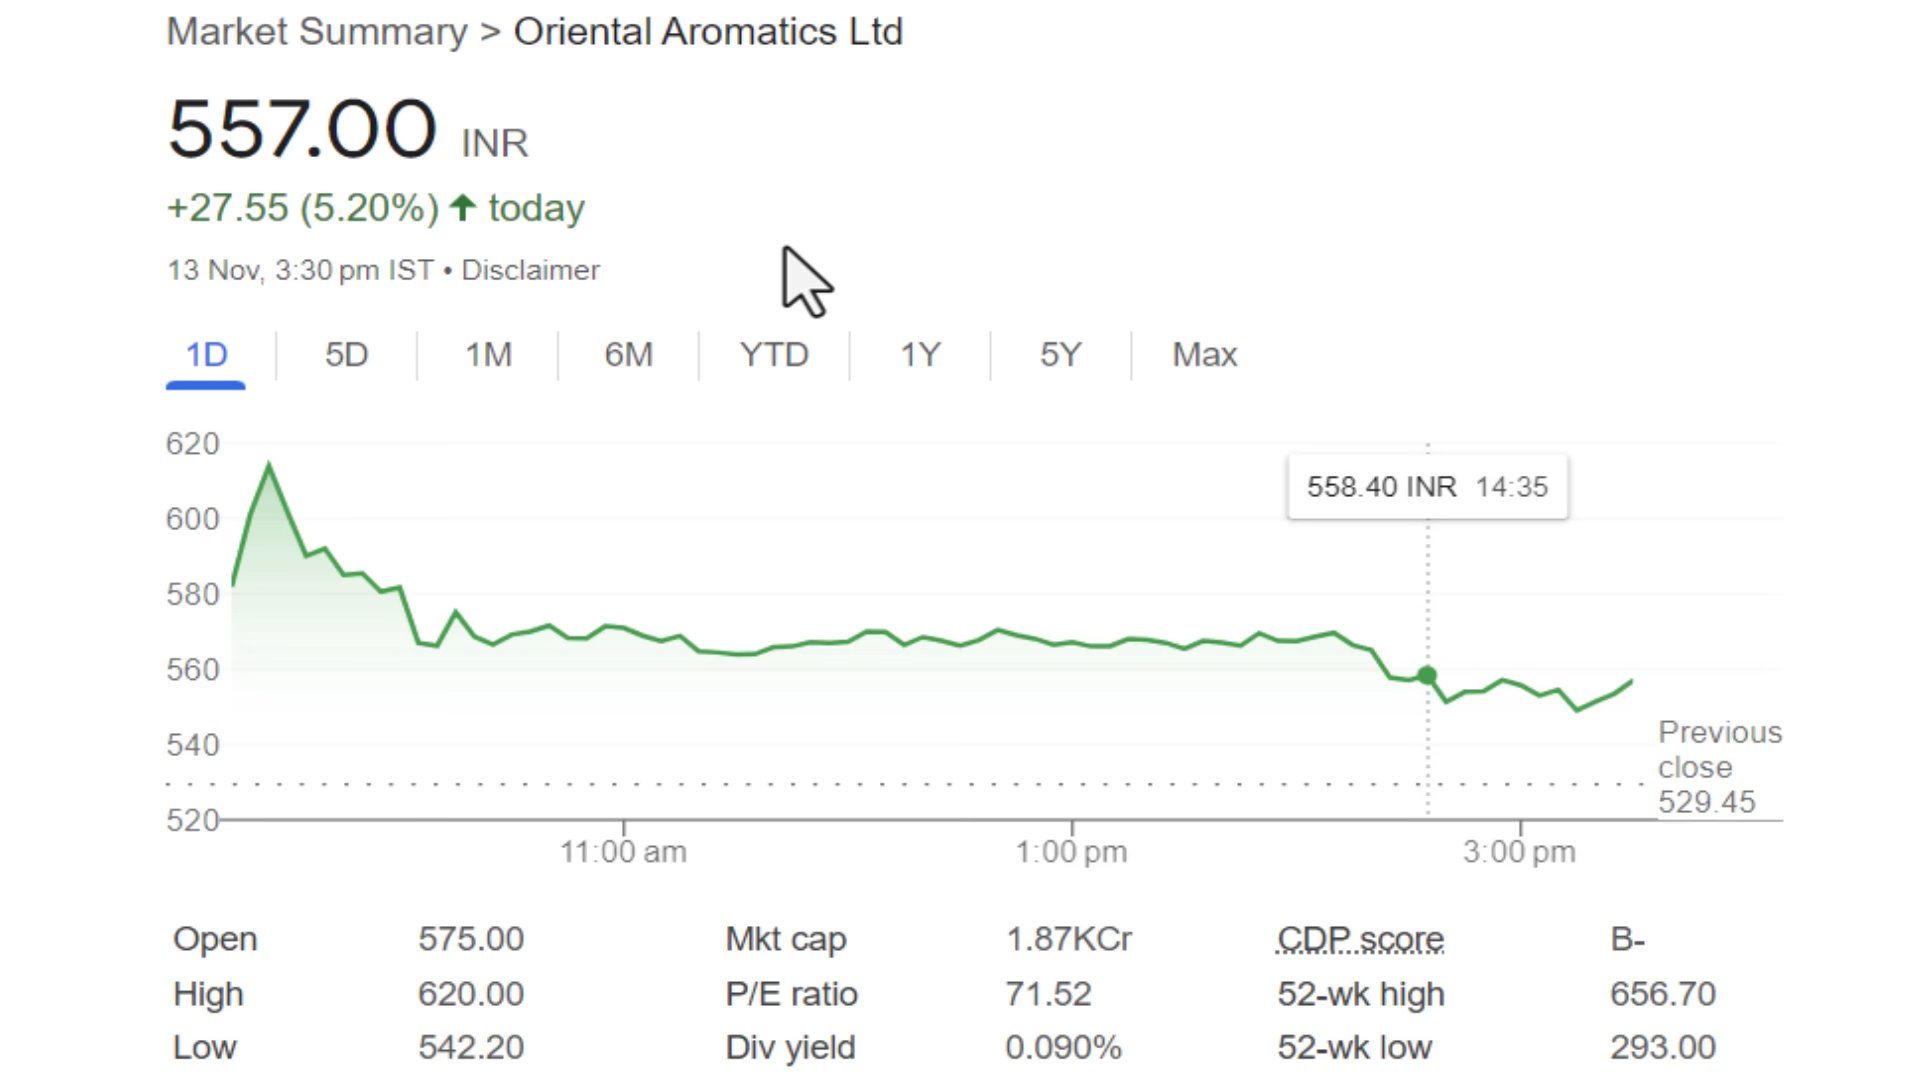 Market Summary > Oriental Aromatics Ltd
557.00 INR
+27.55 (5.20%) ↑ today
13 Nov, 3:30 pm IST • Disclaimer
1D 5D 1M 6M YTD 1Y 5Y Max
620
558.40 INR 14:35
600
580
560
540
Previous
close
529.45
520
11:00 am 1:00 pm 3:00 pm
Open 575.00 Mkt cap 1.87KCr CDP score B-
High 620.00 P/E ratio 71.52 52-wk high 656.70
Low 542.20 Div yield 0.090% 52-wk low 293.00